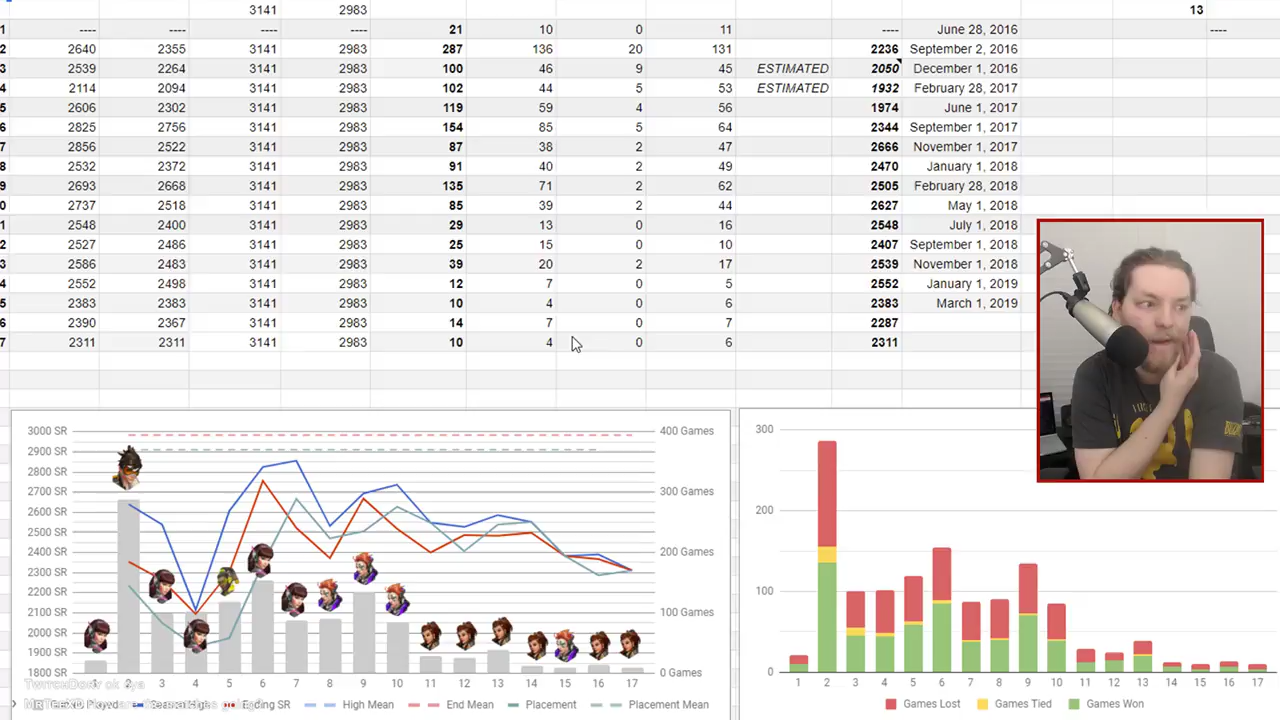 3141 2983 13
1 ---- ---- ---- ---- 21 10 0 11 ---- June 28, 2016 ----
2 2640 2355 3141 2983 287 136 20 131 2236 September 2, 2016
3 2539 2264 3141 2983 100 46 9 45 ESTIMATED 2050 December 1, 2016
4 2114 2094 3141 2983 102 44 5 53 ESTIMATED 1932 February 28, 2017
5 2606 2302 3141 2983 119 59 4 56 1974 June 1, 2017
6 2825 2756 3141 2983 154 85 5 64 2344 September 1, 2017
7 2856 2522 3141 2983 87 38 2 47 2666 November 1, 2017
8 2532 2372 3141 2983 91 40 2 49 2470 January 1, 2018
9 2693 2668 3141 2983 135 71 2 62 2505 February 28, 2018
0 2737 2518 3141 2983 85 39 2 44 2627 May 1, 2018
1 2548 2400 3141 2983 29 13 0 16 2548 July 1, 2018
2 2527 2486 3141 2983 25 15 0 10 2407 September 1, 2018
3 2586 2483 3141 2983 39 20 2 17 2539 November 1, 2018
4 2552 2498 3141 2983 12 7 0 5 2552 January 1, 2019
5 2383 2383 3141 2983 10 4 0 6 2383 March 1, 2019
6 2390 2367 3141 2983 14 7 0 7 2287
7 2311 2311 3141 2983 10 4 0 6 2311
3000 SR 400 Games
2900 SR
2800 SR
2700 SR 300 Games
2600 SR
2500 SR
2400 SR 200 Games
2300 SR
2200 SR
2100 SR 100 Games
2000 SR
1900 SR
1800 SR 0 Games
2 3 4 5 6 7 8 9 10 11 12 13 14 15 16 17
ok
Ending SR High Mean End Mean Placement Placement Mean
300
200
100
0
1 2 3 4 5 6 7 8 9 10 11 12 13 14 15 16 17
Games Lost Games Tied Games Won